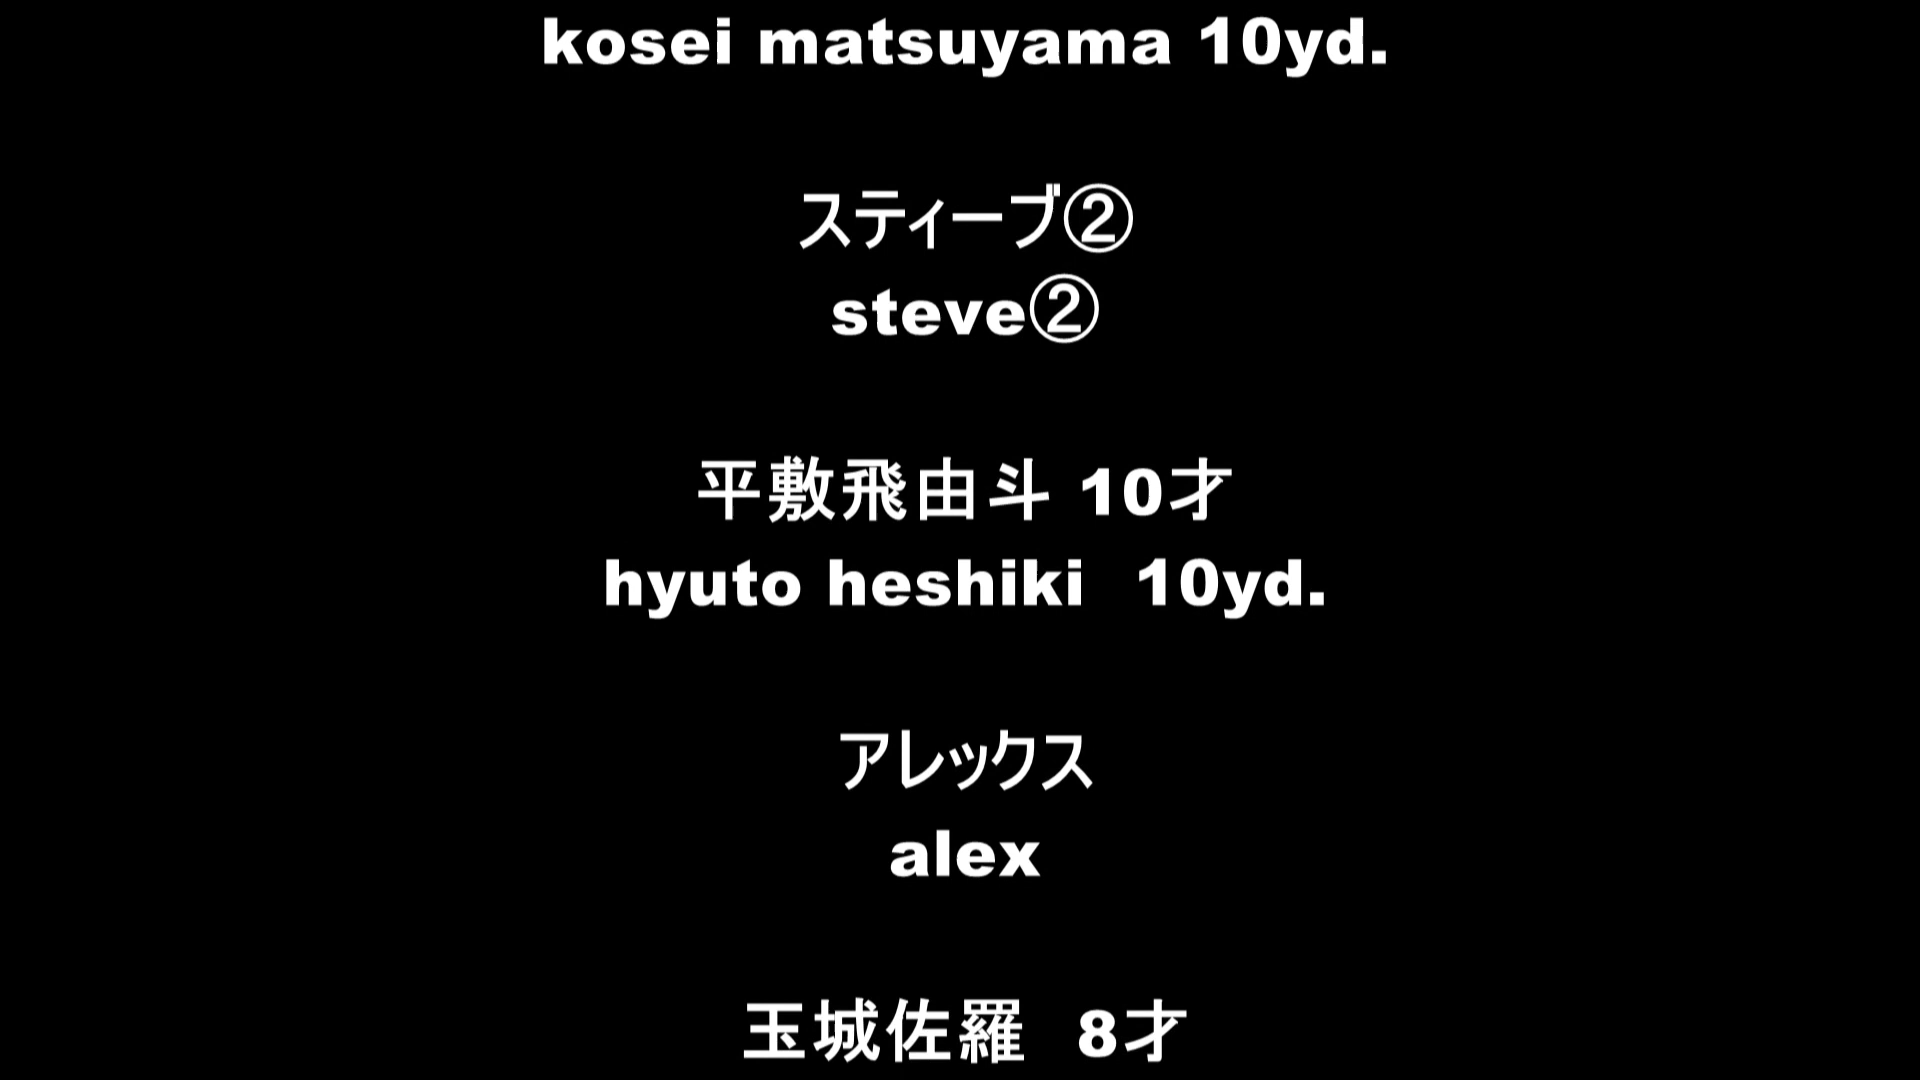 kosei matsuyama 10yd.
スティーブ②
steve②
平敷飛由斗 10才
hyuto heshiki  10yd.
アレックス
alex
玉城佐羅  8才